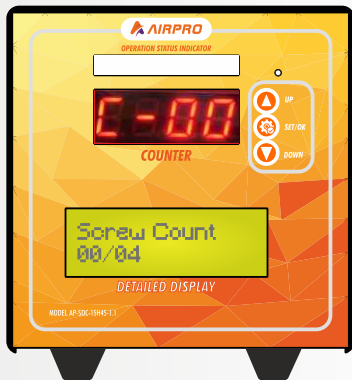 AIRPRO
OPERATION STATUS INDICATOR
C-00
COUNTER
UP
SET/OK
DOWN
Screw Count
00/04
DETAILED DISPLAY
MODEL AP-SDC-15H4S-1.1